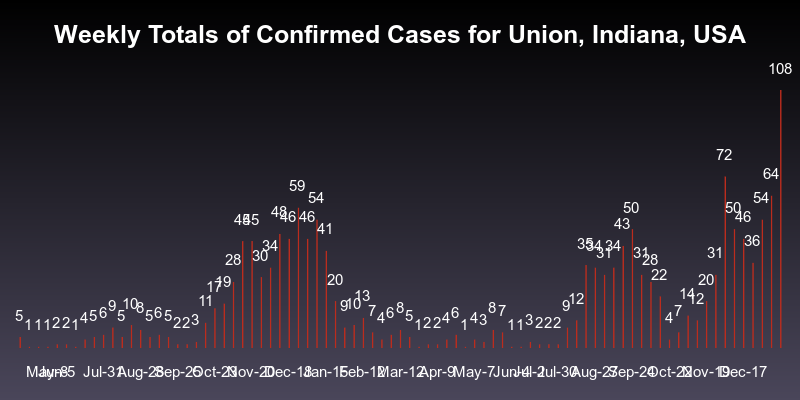 Weekly Totals of Confirmed Cases for Union, Indiana, USA
5 1 1 1 2 2 1 4 5 6 9 5 10 8 5 6 5 2 2 3 11 17 19 28 45 45 30 34 48 46 59 46 54 41 20 9 10 13 7 4 6 8 5 1 2 2 4 6 1 4 3 8 7 1 1 3 2 2 2 9 12 35 34 31 34 43 50 31 28 22 4 7 14 12 20 31 72 50 46 36 54 64 108
May-8 Jun-5 Jul-31 Aug-28 Sep-25 Oct-23 Nov-20 Dec-18 Jan-15 Feb-12 Mar-12 Apr-9 May-7 Jun-4 Jul-2 Jul-30 Aug-27 Sep-24 Oct-22 Nov-19 Dec-17